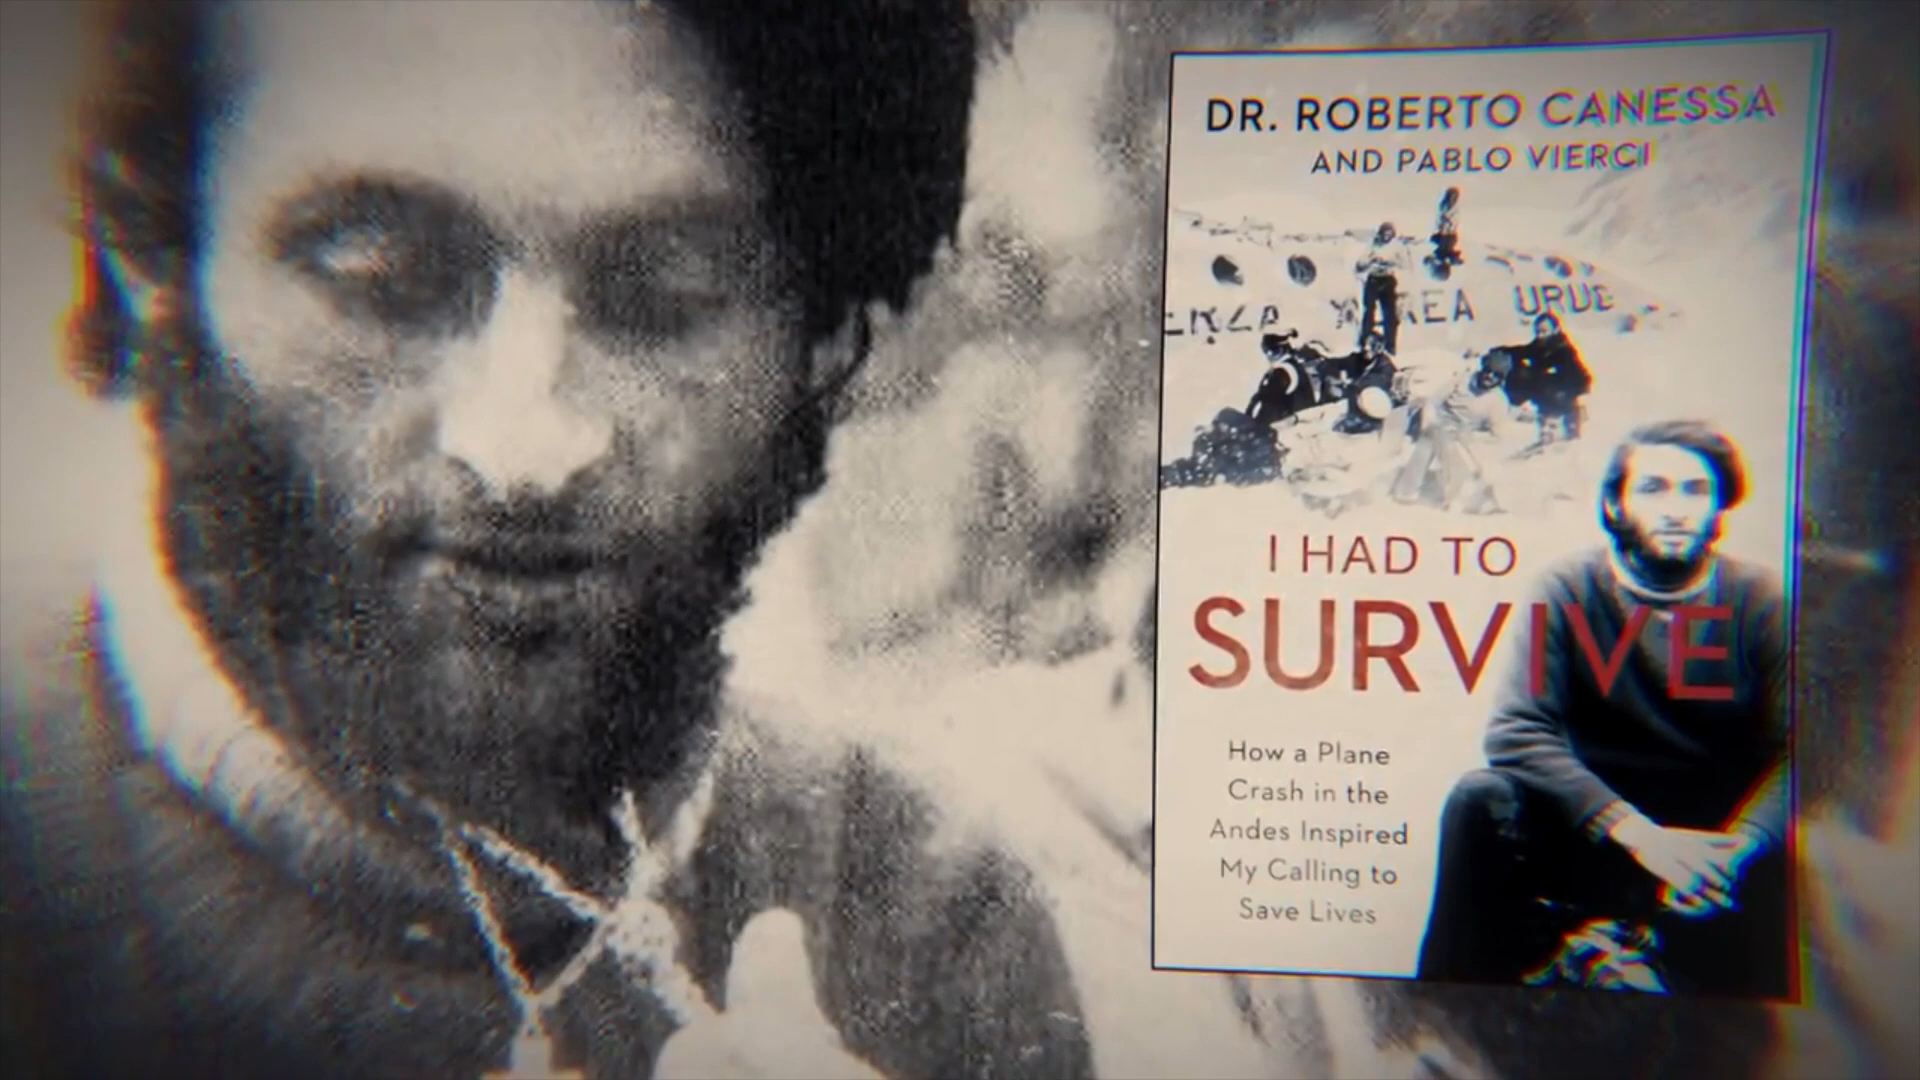 DR. ROBERTO CANESSA
AND PABLO VIERCI
URUG
I HAD TO
SURVIVE
How a Plane
Crash in the
Andes Inspired
My Calling to
Save Lives